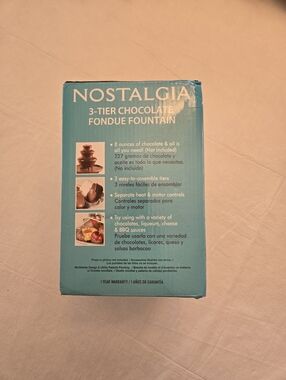 NOSTALGIA
3-TIER CHOCOLATE
FONDUE FOUNTAIN
• 8 ounces of chocolate & oil is
all you need! (Not included)
227 gramos de chocolate y
aceite es todo lo que necesitas.
(No incluido)
• 3 easy-to-assemble tiers
3 niveles fáciles de ensamblar
• Separate heat & motor controls
Controles separados para
calor y motor
• Try using with a variety of
chocolates, liqueurs, cheese
& BBQ sauces
Pruebe usarla con una variedad
de chocolates, licores, queso y
salsas barbacoa
1 YEAR WARRANTY / 1 AÑOS DE GARANTÍA